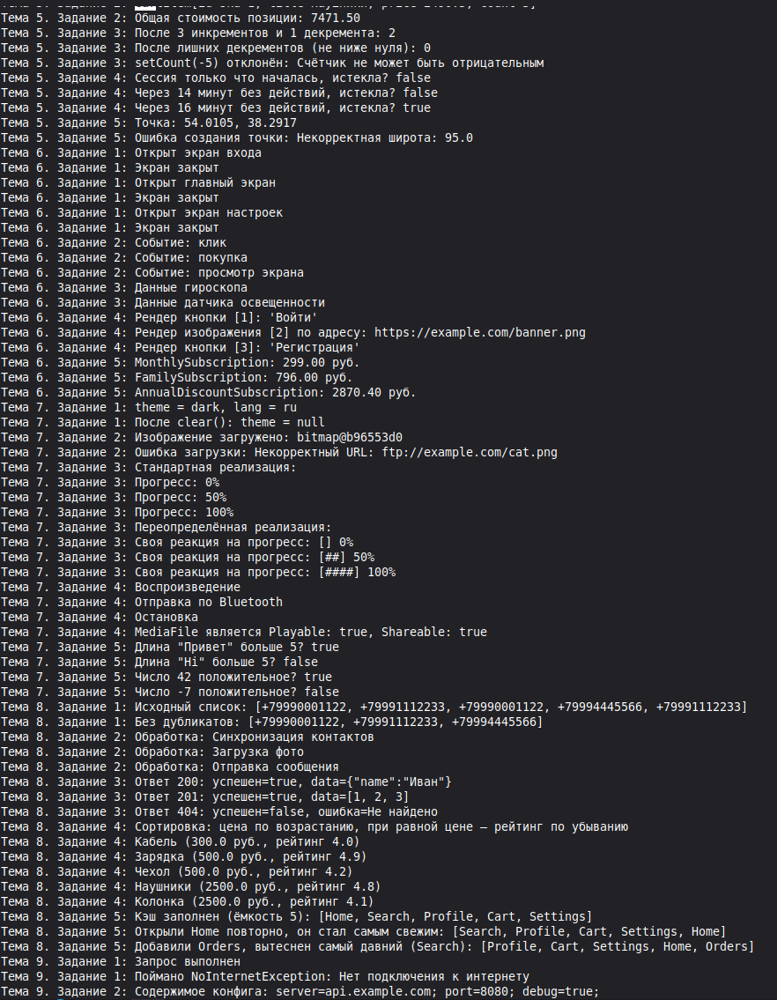 Тема 5. Задание 2: Общая стоимость позиции: 7471.50
Тема 5. Задание 3: После 3 инкрементов и 1 декремента: 2
Тема 5. Задание 3: После лишних декрементов (не ниже нуля): 0
Тема 5. Задание 3: setCount(-5) отклонён: Счётчик не может быть отрицательным
Тема 5. Задание 4: Сессия только что началась, истекла? false
Тема 5. Задание 4: Через 14 минут без действий, истекла? false
Тема 5. Задание 4: Через 16 минут без действий, истекла? true
Тема 5. Задание 5: Точка: 54.0105, 38.2917
Тема 5. Задание 5: Ошибка создания точки: Некорректная широта: 95.0
Тема 6. Задание 1: Открыт экран входа
Тема 6. Задание 1: Экран закрыт
Тема 6. Задание 1: Открыт главный экран
Тема 6. Задание 1: Экран закрыт
Тема 6. Задание 1: Открыт экран настроек
Тема 6. Задание 1: Экран закрыт
Тема 6. Задание 2: Событие: клик
Тема 6. Задание 2: Событие: покупка
Тема 6. Задание 2: Событие: просмотр экрана
Тема 6. Задание 3: Данные гироскопа
Тема 6. Задание 3: Данные датчика освещенности
Тема 6. Задание 4: Рендер кнопки [1]: 'Войти'
Тема 6. Задание 4: Рендер изображения [2] по адресу: https://example.com/banner.png
Тема 6. Задание 4: Рендер кнопки [3]: 'Регистрация'
Тема 6. Задание 5: MonthlySubscription: 299.00 руб.
Тема 6. Задание 5: FamilySubscription: 796.00 руб.
Тема 6. Задание 5: AnnualDiscountSubscription: 2870.40 руб.
Тема 7. Задание 1: theme = dark, lang = ru
Тема 7. Задание 1: После clear(): theme = null
Тема 7. Задание 2: Изображение загружено: bitmap@b96553d0
Тема 7. Задание 2: Ошибка загрузки: Некорректный URL: ftp://example.com/cat.png
Тема 7. Задание 3: Стандартная реализация:
Тема 7. Задание 3: Прогресс: 0%
Тема 7. Задание 3: Прогресс: 50%
Тема 7. Задание 3: Прогресс: 100%
Тема 7. Задание 3: Переопределённая реализация:
Тема 7. Задание 3: Своя реакция на прогресс: [] 0%
Тема 7. Задание 3: Своя реакция на прогресс: [##] 50%
Тема 7. Задание 3: Своя реакция на прогресс: [####] 100%
Тема 7. Задание 4: Воспроизведение
Тема 7. Задание 4: Отправка по Bluetooth
Тема 7. Задание 4: Остановка
Тема 7. Задание 4: MediaFile является Playable: true, Shareable: true
Тема 7. Задание 5: Длина "Привет" больше 5? true
Тема 7. Задание 5: Длина "Hi" больше 5? false
Тема 7. Задание 5: Число 42 положительное? true
Тема 7. Задание 5: Число -7 положительное? false
Тема 8. Задание 1: Исходный список: [+79990001122, +79991112233, +79990001122, +79994445566, +79991112233]
Тема 8. Задание 1: Без дубликатов: [+79990001122, +79991112233, +79994445566]
Тема 8. Задание 2: Обработка: Синхронизация контактов
Тема 8. Задание 2: Обработка: Загрузка фото
Тема 8. Задание 2: Обработка: Отправка сообщения
Тема 8. Задание 3: Ответ 200: успешен=true, data={"name":"Иван"}
Тема 8. Задание 3: Ответ 201: успешен=true, data=[1, 2, 3]
Тема 8. Задание 3: Ответ 404: успешен=false, ошибка=Не найдено
Тема 8. Задание 4: Сортировка: цена по возрастанию, при равной цене — рейтинг по убыванию
Тема 8. Задание 4: Кабель (300.0 руб., рейтинг 4.0)
Тема 8. Задание 4: Зарядка (500.0 руб., рейтинг 4.9)
Тема 8. Задание 4: Чехол (500.0 руб., рейтинг 4.2)
Тема 8. Задание 4: Наушники (2500.0 руб., рейтинг 4.8)
Тема 8. Задание 4: Колонка (2500.0 руб., рейтинг 4.1)
Тема 8. Задание 5: Кэш заполнен (ёмкость 5): [Home, Search, Profile, Cart, Settings]
Тема 8. Задание 5: Открыли Home повторно, он стал самым свежим: [Search, Profile, Cart, Settings, Home]
Тема 8. Задание 5: Добавили Orders, вытеснен самый давний (Search): [Profile, Cart, Settings, Home, Orders]
Тема 9. Задание 1: Запрос выполнен
Тема 9. Задание 1: Поймано NoInternetException: Нет подключения к интернету
Тема 9. Задание 2: Содержимое конфига: server=api.example.com; port=8080; debug=true;